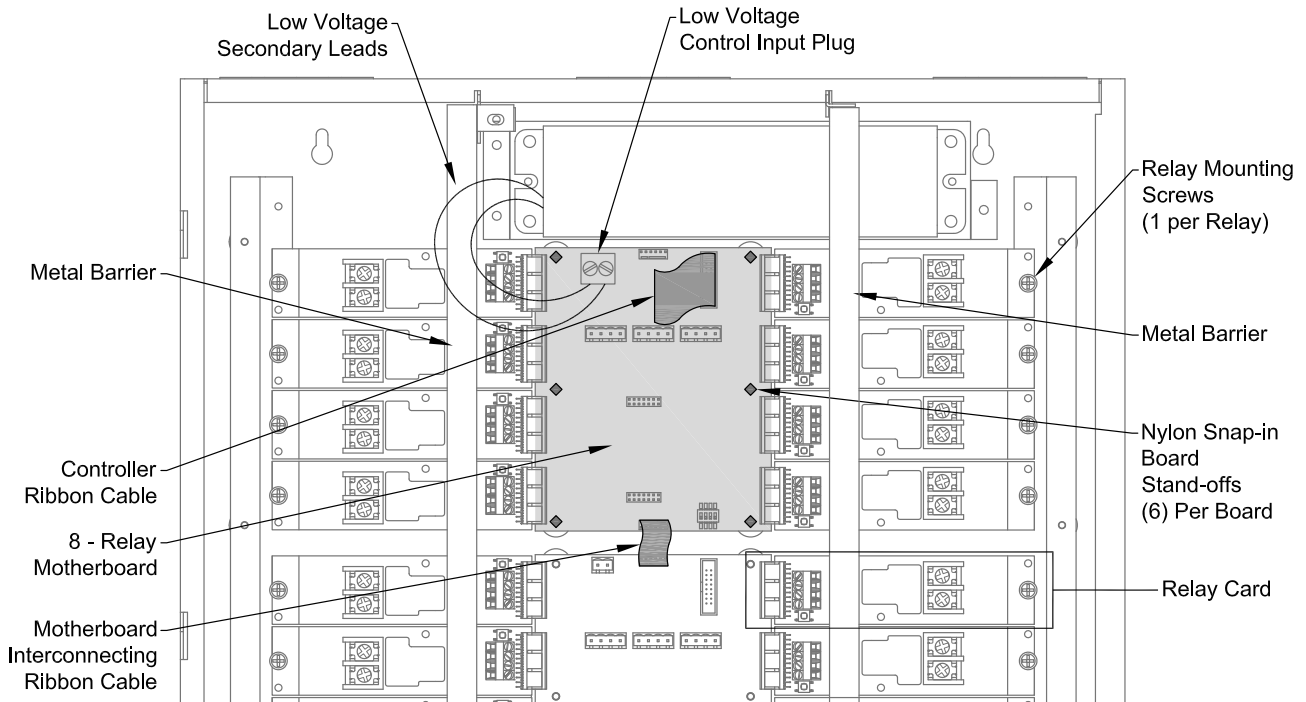 Low Voltage
Secondary Leads
Low Voltage
Control Input Plug
Relay Mounting
Screws
(1 per Relay)
Metal Barrier
Metal Barrier
Nylon Snap-in
Board
Stand-offs
(6) Per Board
Controller
Ribbon Cable
8 - Relay
Motherboard
Relay Card
Motherboard
Interconnecting
Ribbon Cable